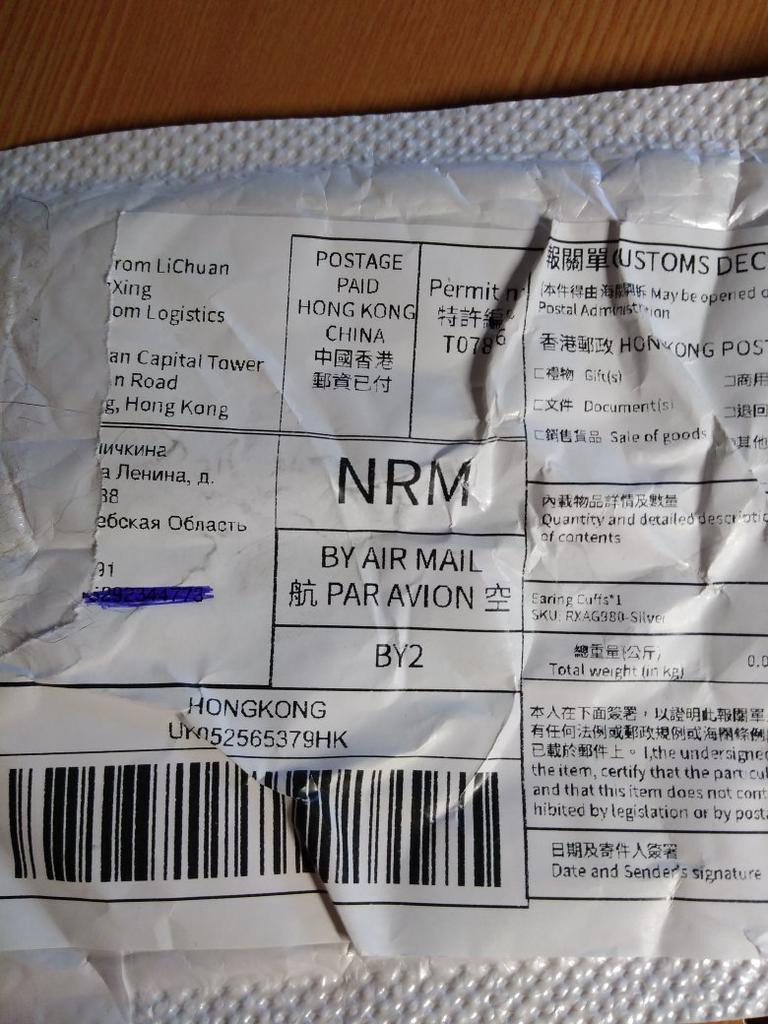 rom LiChuan
Xing
om Logistics
an Capital Tower
n Road
g, Hong Kong
POSTAGE
PAID
HONG KONG
CHINA
中國香港
郵資已付
Permit
特許編
報關單 CUSTOMS DEC
(本件得由海關開拆 May be opened
Postal Administration
香港郵政 HONGKONG POST
□禮物 Gift(s)
□商用
□文件 Document(s)
□退回
□銷售貨品 Sale of goods
□其他
ничкина
а Ленина, д.
38
ебская Область
91
NRM
BY AIR MAIL
航 PAR AVION 空
BY2
內載物品詳情及數量
Quantity and detailed descriptio
of contents
Earing Cuffs*1
SKU: RXAG980-Silver
總重量(公斤)
Total weight (in kg)
0.0
HONGKONG
UK052565379HK
本人在下面簽署，以證明此報關單
有任何法例或郵政規例或海關條例
已載於郵件上。I,the undersigne
the item, certify that the particul
and that this item does not cont
hibited by legislation or by posta
日期及寄件人簽署
Date and Sender's signature